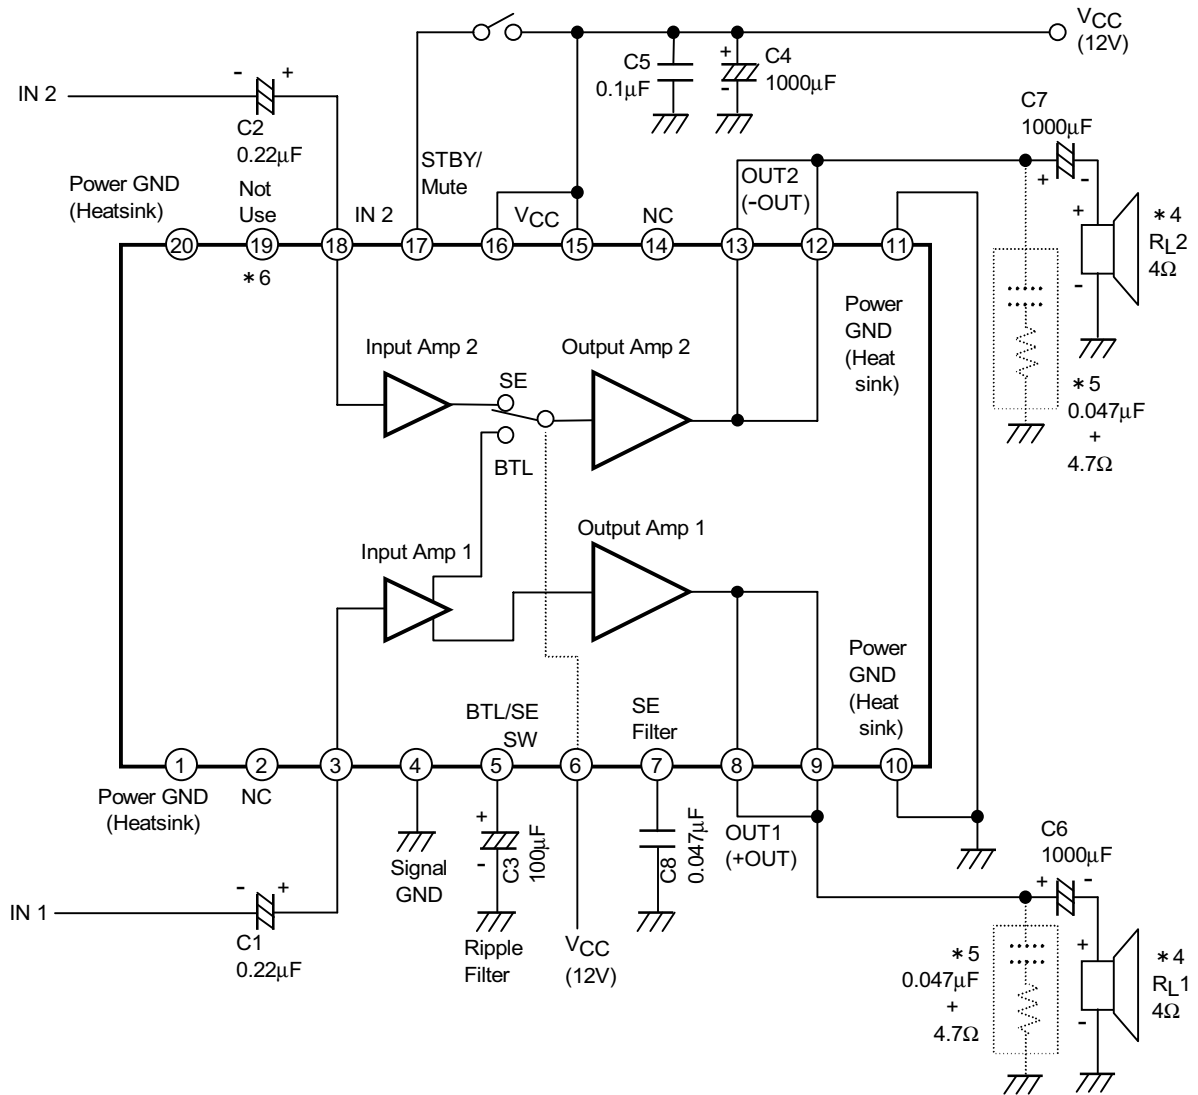 VCC
(12V)
C5
0.1μF
+
C4
1000μF
-
IN 2
-
+
C2
0.22μF
C7
1000μF
+
-
STBY/
Mute
OUT2
(−OUT)
Power GND
(Heatsink)
Not
Use
IN 2
VCC
NC
+
∗4
RL2
4Ω
-
20
19
18
17
16
15
14
13
12
11
∗6
Power
GND
(Heat
sink)
Input Amp 2
Output Amp 2
SE
BTL
∗5
0.047μF
+
4.7Ω
Output Amp 1
Input Amp 1
Power
GND
(Heat
sink)
BTL/SE
SW
SE
Filter
1
2
3
4
5
6
7
8
9
10
Power GND
(Heatsink)
NC
+
-
C3
100μF
C8
0.047μF
OUT1
(+OUT)
C6
1000μF
+
-
Signal
GND
IN 1
-
+
C1
0.22μF
Ripple
Filter
VCC
(12V)
∗5
0.047μF
+
4.7Ω
+
∗4
RL1
4Ω
-